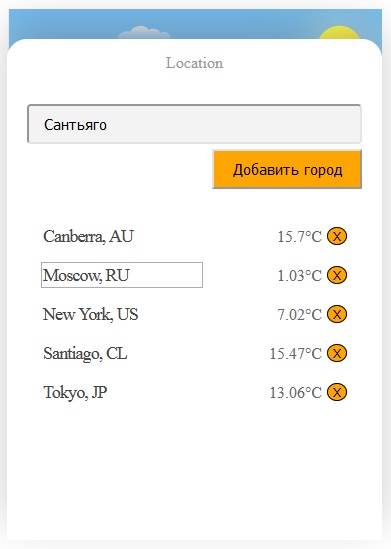 Location
Сантьяго
Добавить город
Canberra, AU 15.7°C X
Moscow, RU 1.03°C X
New York, US 7.02°C X
Santiago, CL 15.47°C X
Tokyo, JP 13.06°C X